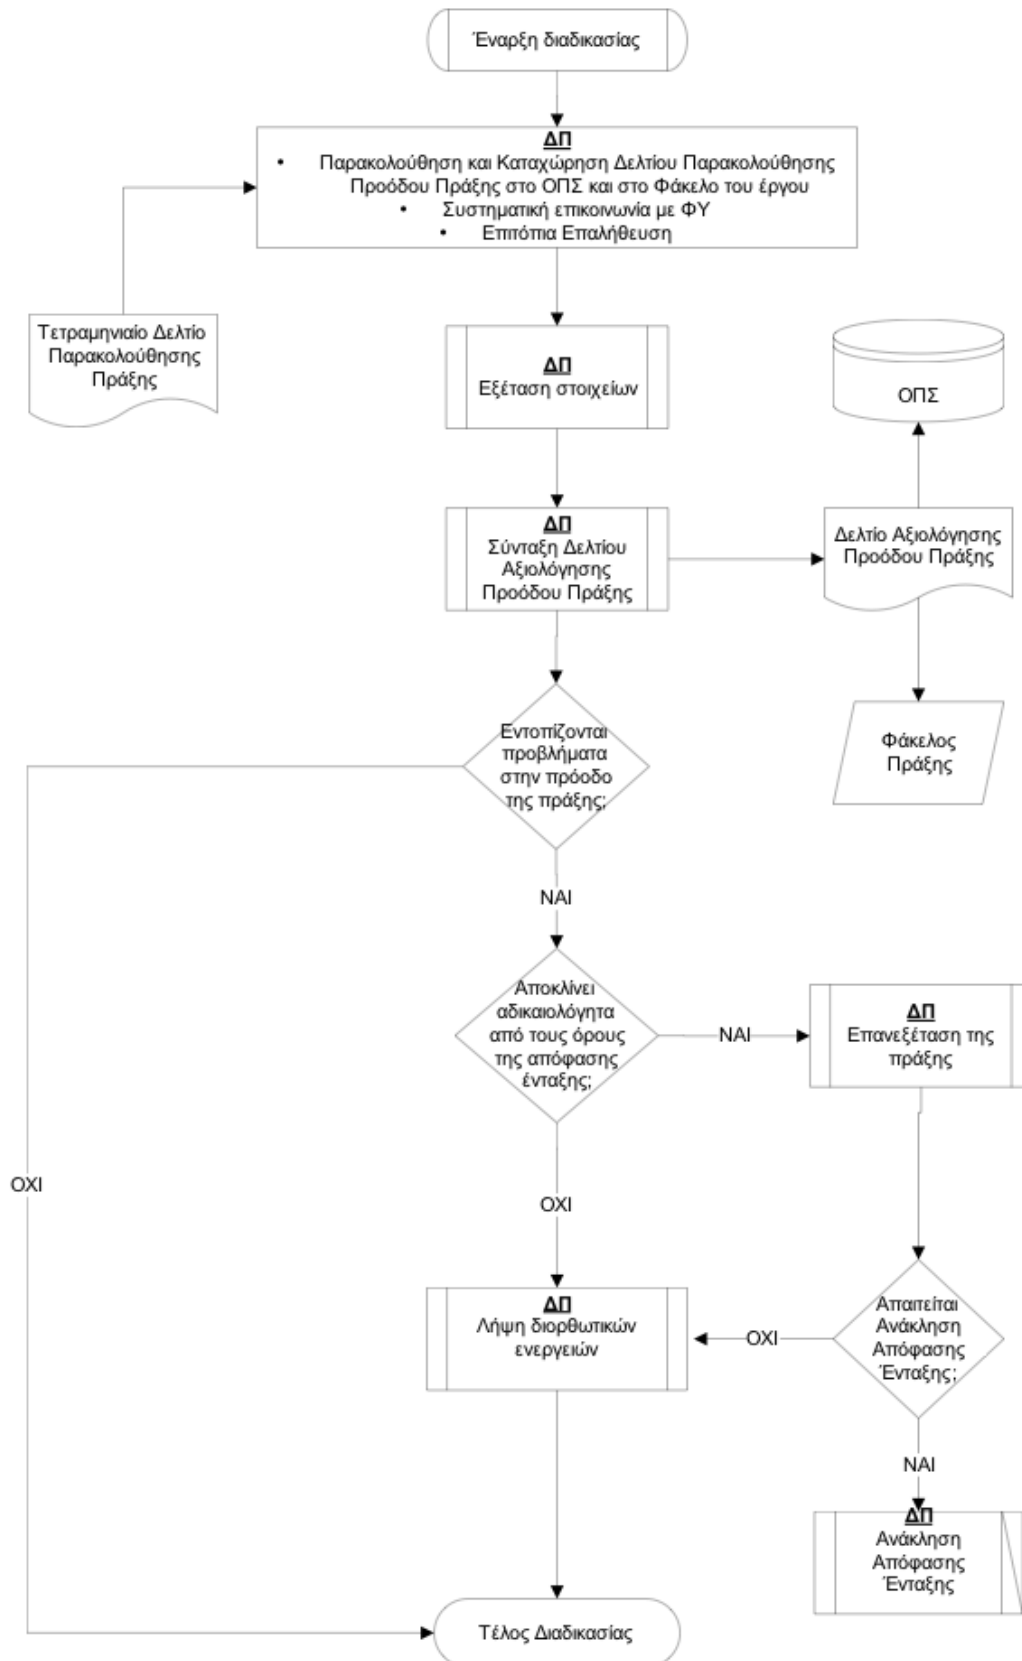 Έναρξη διαδικασίας
ΔΠ
• Παρακολούθηση και Καταχώρηση Δελτίου Παρακολούθησης
Προόδου Πράξης στο ΟΠΣ και στο Φάκελο του έργου
• Συστηματική επικοινωνία με ΦΥ
• Επιτόπια Επαλήθευση
Τετραμηνιαίο Δελτίο
Παρακολούθησης
Πράξης
ΔΠ
Εξέταση στοιχείων
ΟΠΣ
ΔΠ
Σύνταξη Δελτίου
Αξιολόγησης
Προόδου Πράξης
Δελτίο Αξιολόγησης
Προόδου Πράξης
Εντοπίζονται
προβλήματα
στην πρόοδο
της πράξης;
Φάκελος
Πράξης
ΝΑΙ
Αποκλίνει
αδικαιολόγητα
από τους όρους
της απόφασης
ένταξης;
ΝΑΙ
ΔΠ
Επανεξέταση της
πράξης
ΟΧΙ
ΟΧΙ
ΔΠ
Λήψη διορθωτικών
ενεργειών
ΟΧΙ
Απαιτείται
Ανάκληση
Απόφασης
Ένταξης;
ΝΑΙ
ΔΠ
Ανάκληση
Απόφασης
Ένταξης
Τέλος Διαδικασίας